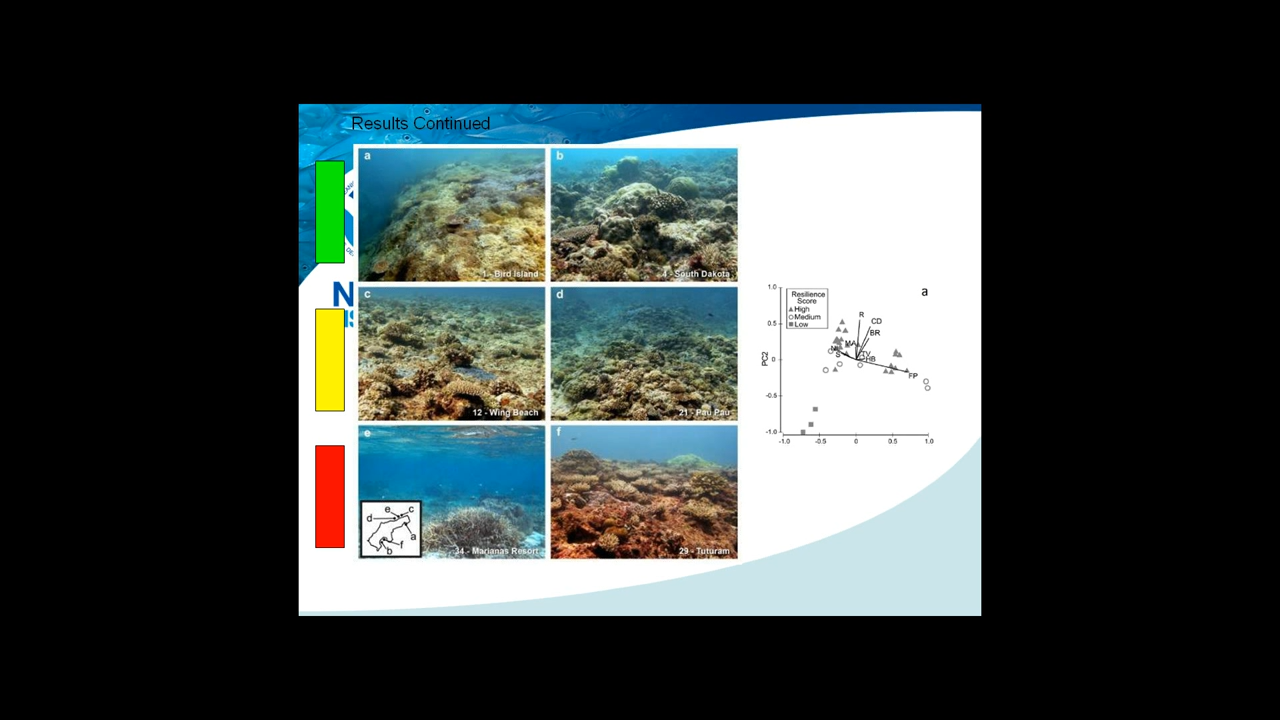 Results Continued
a
1 - Bird Island
b
4 - South Dakota
c
12 - Wing Beach
d
21 - Pau Pau
e
34 - Marianas Resort
e
c
d
a
f
b
f
29 - Tuturam
N
a
Resilience
Score
High
Medium
Low
PC2
1.0
0.5
0
-0.5
-1.0
-1.0
-0.5
0
0.5
1.0
R
CD
BR
MA
S
TV
HB
FP